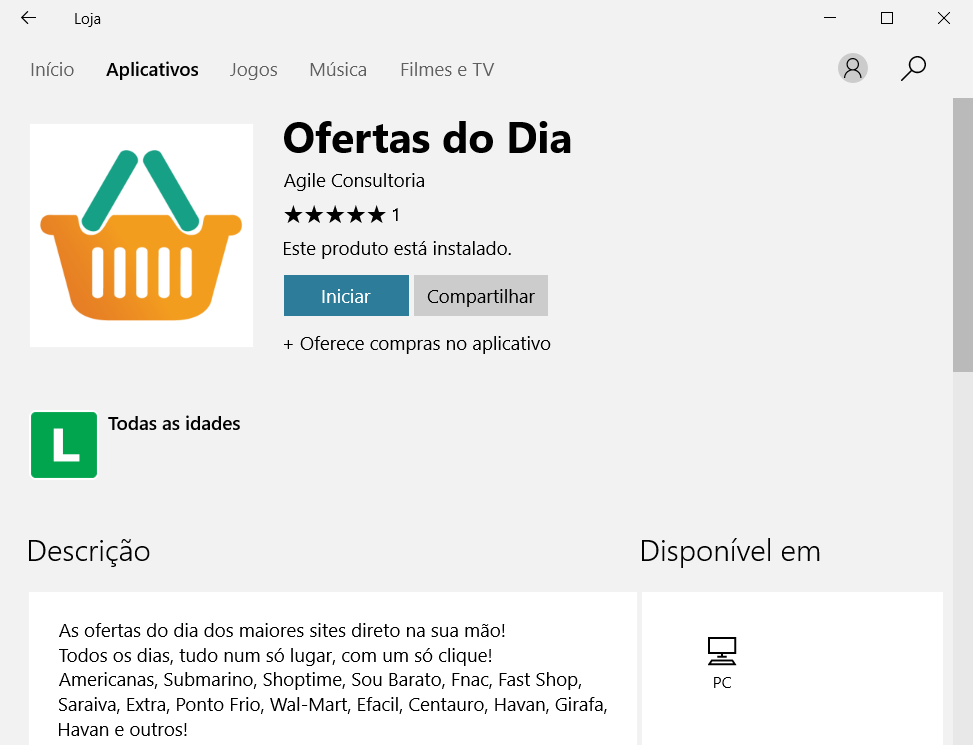 Loja
Início Aplicativos Jogos Música Filmes e TV
Ofertas do Dia
Agile Consultoria
★★★★★ 1
Este produto está instalado.
Iniciar Compartilhar
+ Oferece compras no aplicativo
L Todas as idades
Descrição
As ofertas do dia dos maiores sites direto na sua mão!
Todos os dias, tudo num só lugar, com um só clique!
Americanas, Submarino, Shoptime, Sou Barato, Fnac, Fast Shop,
Saraiva, Extra, Ponto Frio, Wal-Mart, Efacil, Centauro, Havan, Girafa,
Havan e outros!
Disponível em
PC